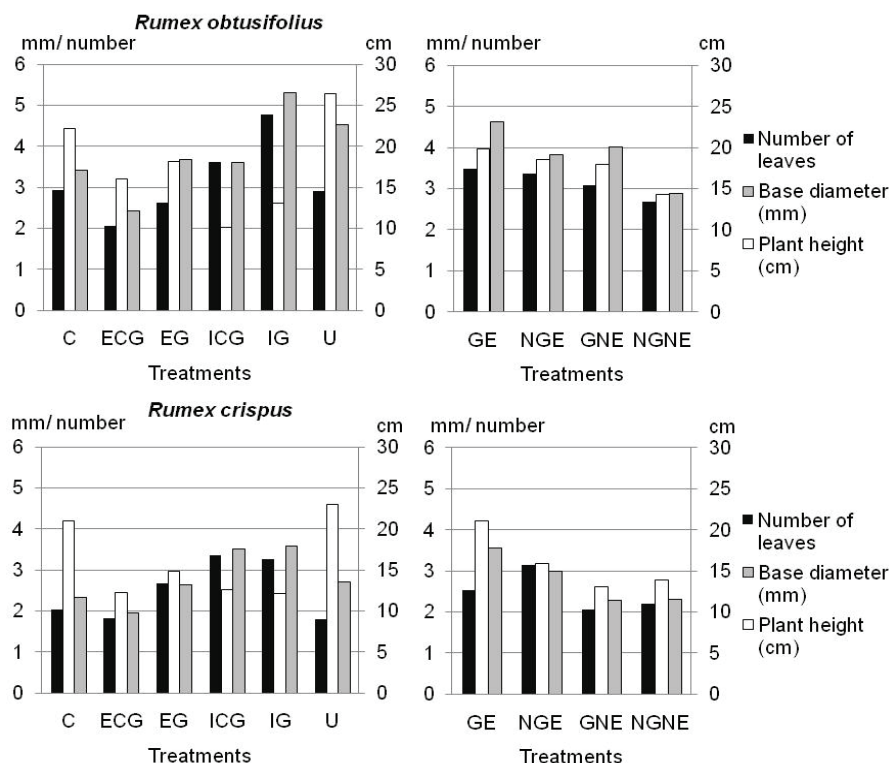 Rumex obtusifolius
mm/ number
cm
6
5
4
3
2
1
0
30
25
20
15
10
5
0
C ECG EG ICG IG U
Treatments
mm/ number
cm
6
5
4
3
2
1
0
30
25
20
15
10
5
0
GE NGE GNE NGNE
Treatments
Number of
leaves
Base diameter
(mm)
Plant height
(cm)
Rumex crispus
mm/ number
cm
6
5
4
3
2
1
0
30
25
20
15
10
5
0
C ECG EG ICG IG U
Treatments
mm/ number
cm
6
5
4
3
2
1
0
30
25
20
15
10
5
0
GE NGE GNE NGNE
Treatments
Number of
leaves
Base diameter
(mm)
Plant height
(cm)